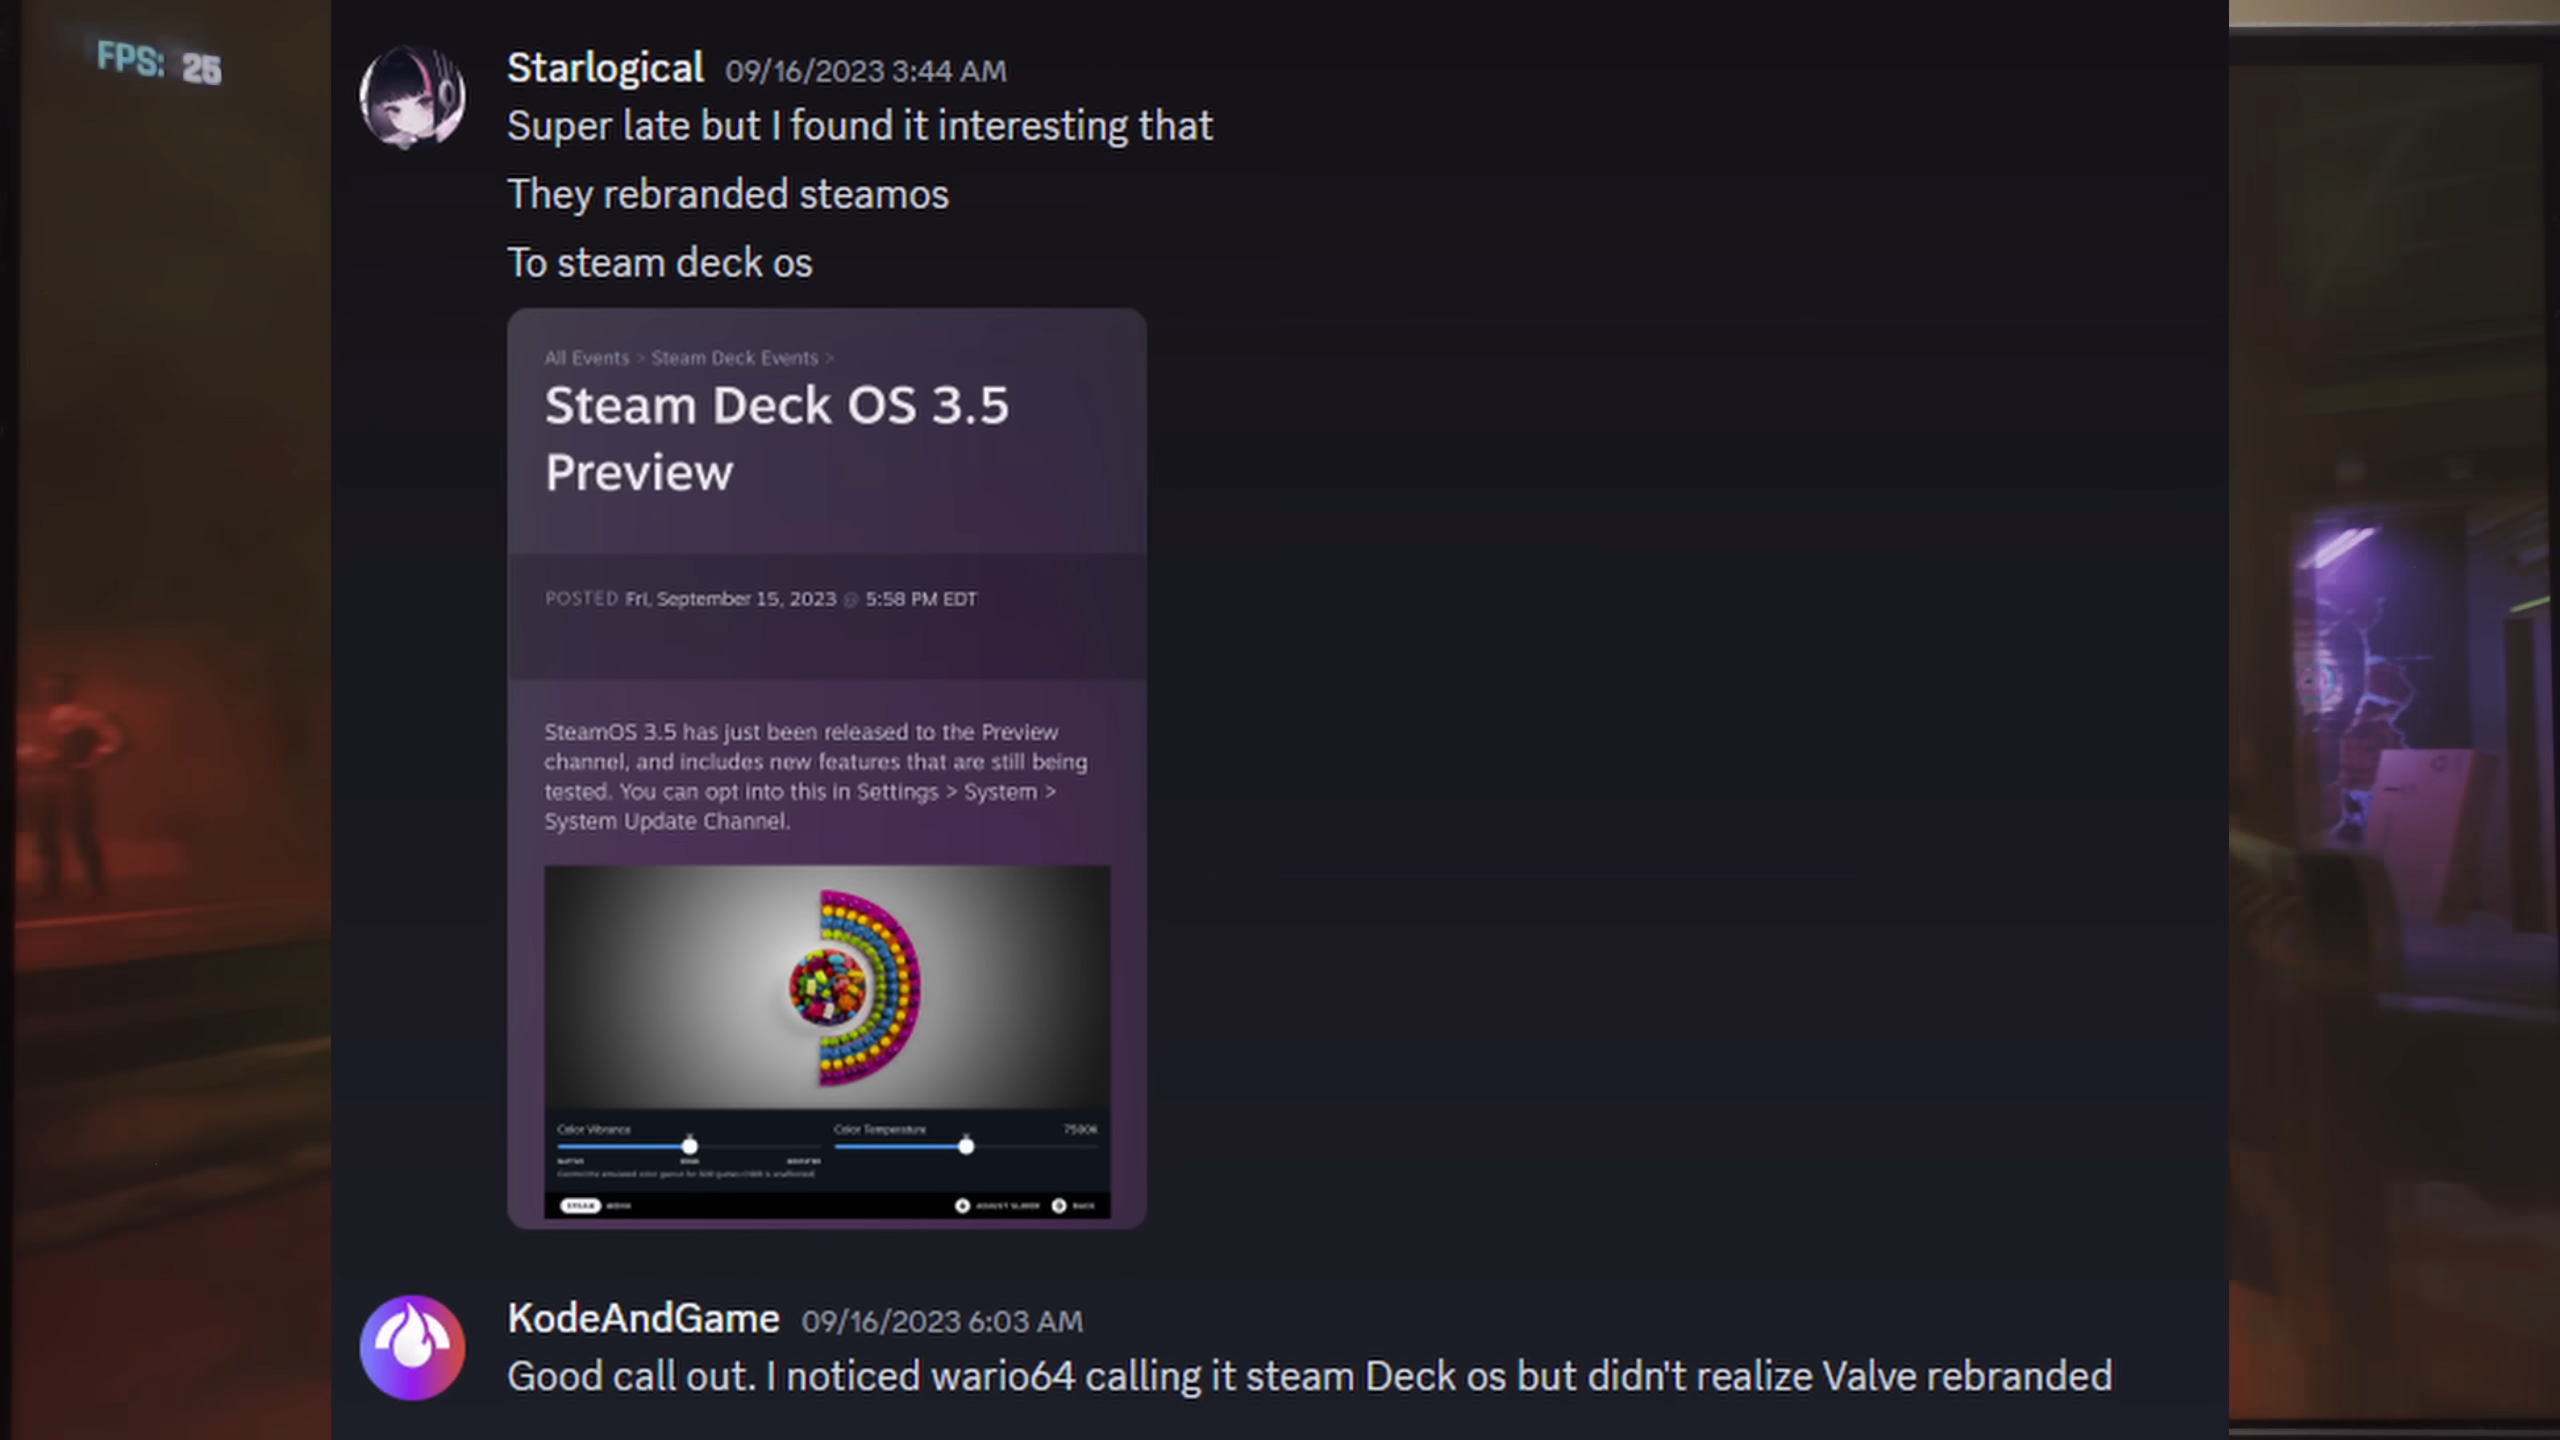 FPS: 25
Starlogical 09/16/2023 3:44 AM
Super late but I found it interesting that
They rebranded steamos
To steam deck os
All Events > Steam Deck Events >
Steam Deck OS 3.5
Preview
POSTED Fri, September 15, 2023 @ 5:58 PM EDT
SteamOS 3.5 has just been released to the Preview
channel, and includes new features that are still being
tested. You can opt into this in Settings > System >
System Update Channel.
Color Vibrance
Color Temperature 7500K
STEAM MENU
BACK
KodeAndGame 09/16/2023 6:03 AM
Good call out. I noticed wario64 calling it steam Deck os but didn't realize Valve rebranded